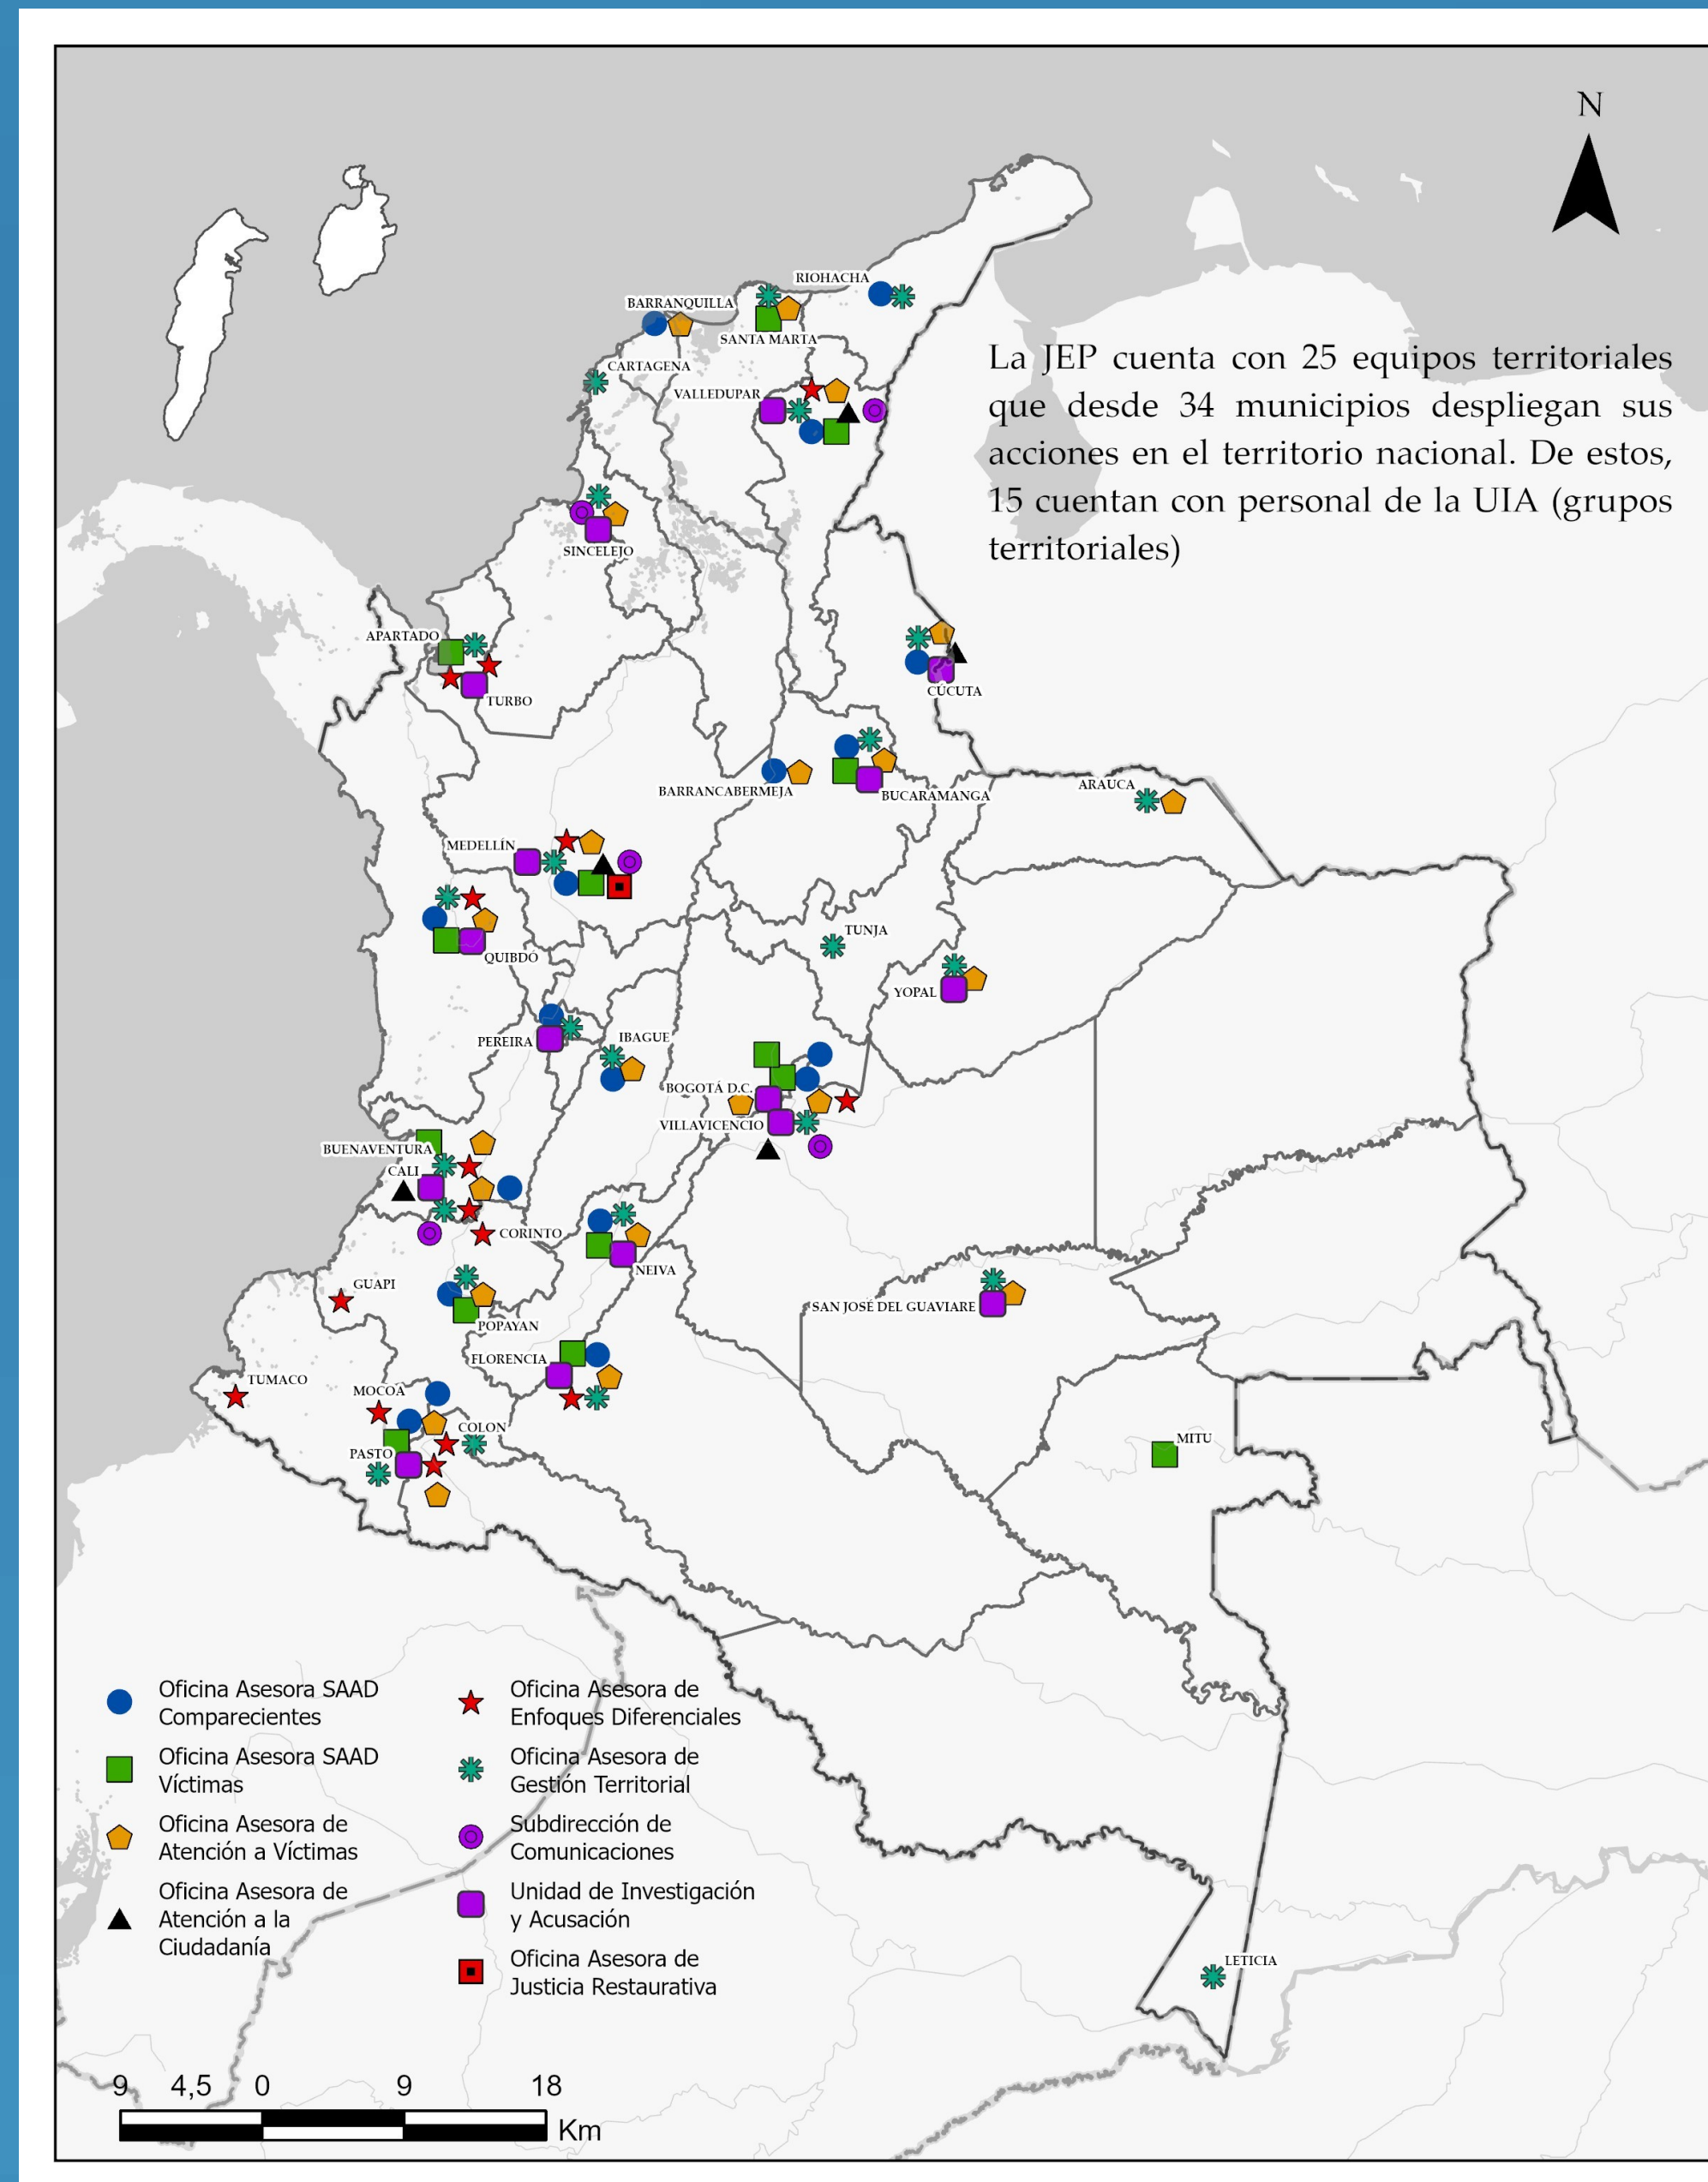 N
RIOHACHA
BARRANQUILLA
SANTA MARTA
CARTAGENA
VALLEDUPAR
La JEP cuenta con 25 equipos territoriales
que desde 34 municipios despliegan sus
acciones en el territorio nacional. De estos,
15 cuentan con personal de la UIA (grupos
territoriales)
SINCELEJO
APARTADO
TURBO
CÚCUTA
BARRANCABERMEJA
BUCARAMANGA
ARAUCA
MEDELLÍN
QUIBDÓ
TUNJA
YOPAL
PEREIRA
IBAGUE
BOGOTÁ D.C.
VILLAVICENCIO
BUENAVENTURA
CALI
CORINTO
NEIVA
GUAPI
SAN JOSÉ DEL GUAVIARE
POPAYAN
FLORENCIA
TUMACO
MOCOA
COLON
PASTO
MITU
Oficina Asesora SAAD
Comparecientes
Oficina Asesora SAAD
Víctimas
Oficina Asesora de
Atención a Víctimas
Oficina Asesora de
Atención a la
Ciudadanía
Oficina Asesora de
Enfoques Diferenciales
Oficina Asesora de
Gestión Territorial
Subdirección de
Comunicaciones
Unidad de Investigación
y Acusación
Oficina Asesora de
Justicia Restaurativa
LETICIA
9 4,5 0 9 18
Km